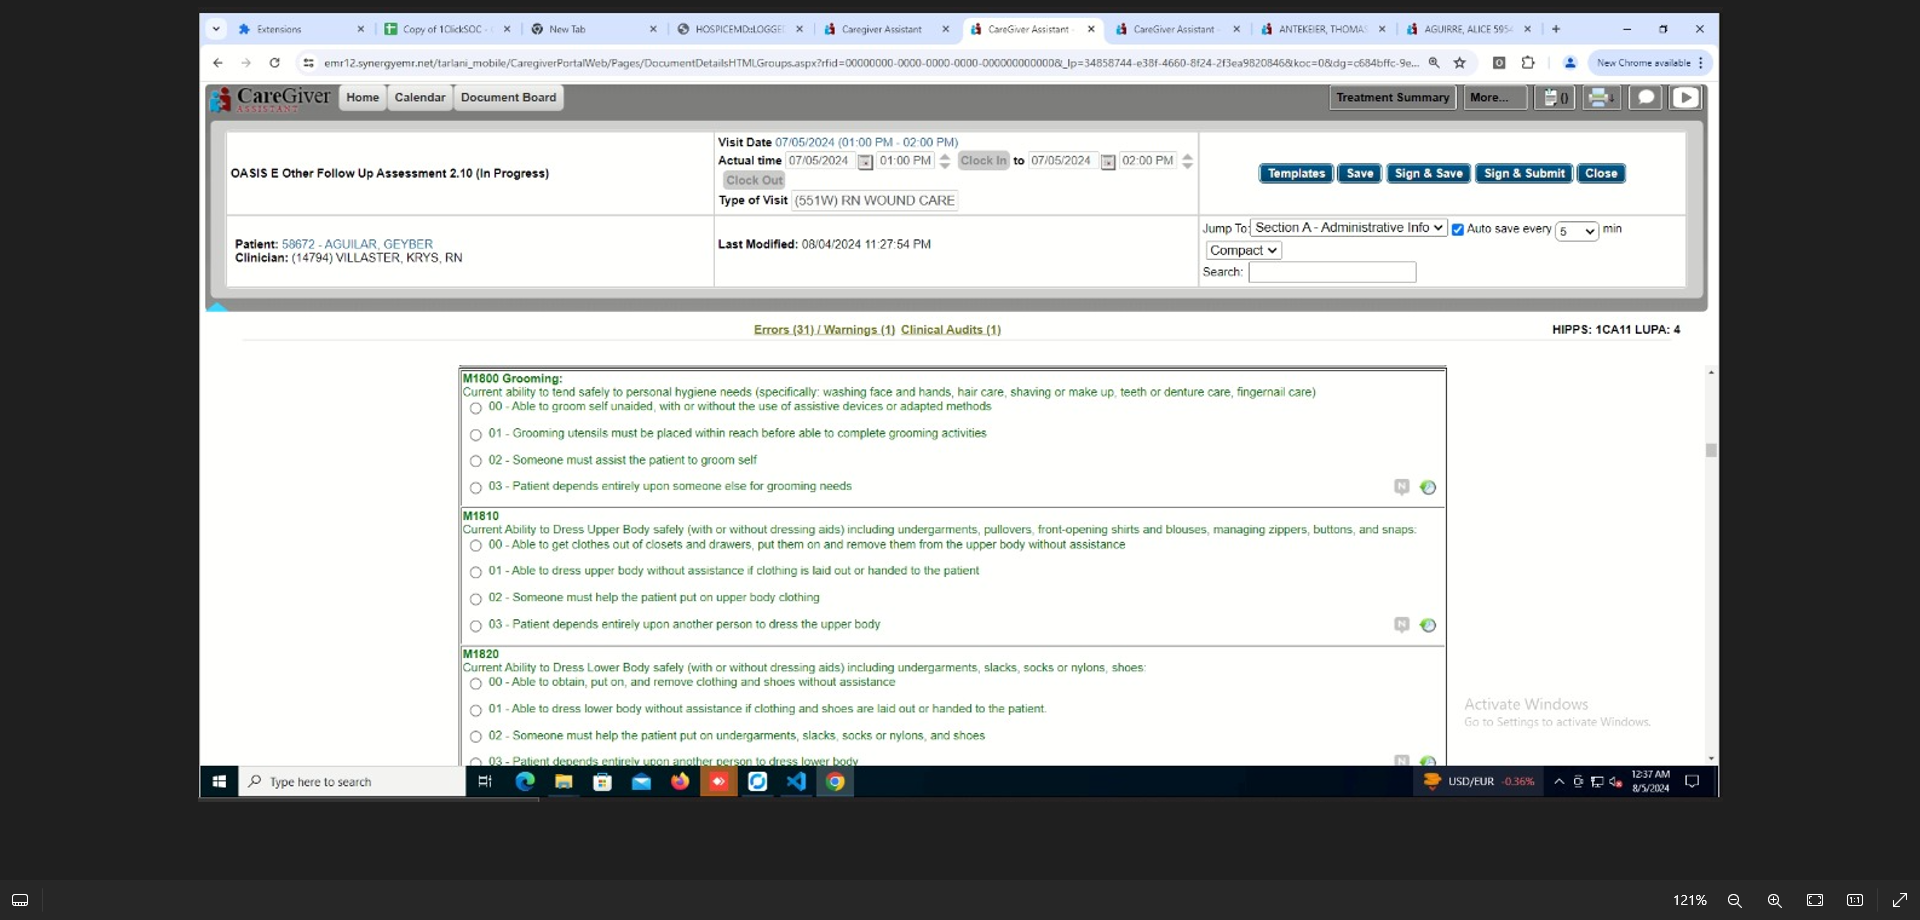 Extensions
Copy of 1ClickSOC -
New Tab
HOSPICEMD::LOGGE
Caregiver Assistant
CareGiver Assistant -
CareGiver Assistant -
ANTEKEIER, THOMAS
AGUIRRE, ALICE 5954
emr12.synergyemr.net/tarlani_mobile/CaregiverPortalWeb/Pages/DocumentDetailsHTMLGroups.aspx?rfid=00000000-0000-0000-0000-000000000000&_lp=34858744-e38f-4660-8f24-2f3ea9820846&koc=0&dg=c684bffc-9e...
New Chrome available
CareGiver
ASSISTANT
Home
Calendar
Document Board
Treatment Summary
More...
()
OASIS E Other Follow Up Assessment 2.10 (In Progress)
Visit Date 07/05/2024 (01:00 PM - 02:00 PM)
Actual time 07/05/2024 01:00 PM Clock In to 07/05/2024 02:00 PM
Clock Out
Type of Visit (551W) RN WOUND CARE
Templates
Save
Sign & Save
Sign & Submit
Close
Patient: 58672 - AGUILAR, GEYBER
Clinician: (14794) VILLASTER, KRYS, RN
Last Modified: 08/04/2024 11:27:54 PM
Jump To: Section A - Administrative Info Auto save every 5 min
Compact
Search:
Errors (31) / Warnings (1) Clinical Audits (1)
HIPPS: 1CA11 LUPA: 4
M1800 Grooming:
Current ability to tend safely to personal hygiene needs (specifically: washing face and hands, hair care, shaving or make up, teeth or denture care, fingernail care)
00 - Able to groom self unaided, with or without the use of assistive devices or adapted methods
01 - Grooming utensils must be placed within reach before able to complete grooming activities
02 - Someone must assist the patient to groom self
03 - Patient depends entirely upon someone else for grooming needs
N
M1810
Current Ability to Dress Upper Body safely (with or without dressing aids) including undergarments, pullovers, front-opening shirts and blouses, managing zippers, buttons, and snaps:
00 - Able to get clothes out of closets and drawers, put them on and remove them from the upper body without assistance
01 - Able to dress upper body without assistance if clothing is laid out or handed to the patient
02 - Someone must help the patient put on upper body clothing
03 - Patient depends entirely upon another person to dress the upper body
N
M1820
Current Ability to Dress Lower Body safely (with or without dressing aids) including undergarments, slacks, socks or nylons, shoes:
00 - Able to obtain, put on, and remove clothing and shoes without assistance
01 - Able to dress lower body without assistance if clothing and shoes are laid out or handed to the patient.
02 - Someone must help the patient put on undergarments, slacks, socks or nylons, and shoes
03 - Patient depends entirely upon another person to dress lower body
N
Activate Windows
Go to Settings to activate Windows.
Type here to search
USD/EUR -0.36%
12:37 AM
8/5/2024
121%
1:1